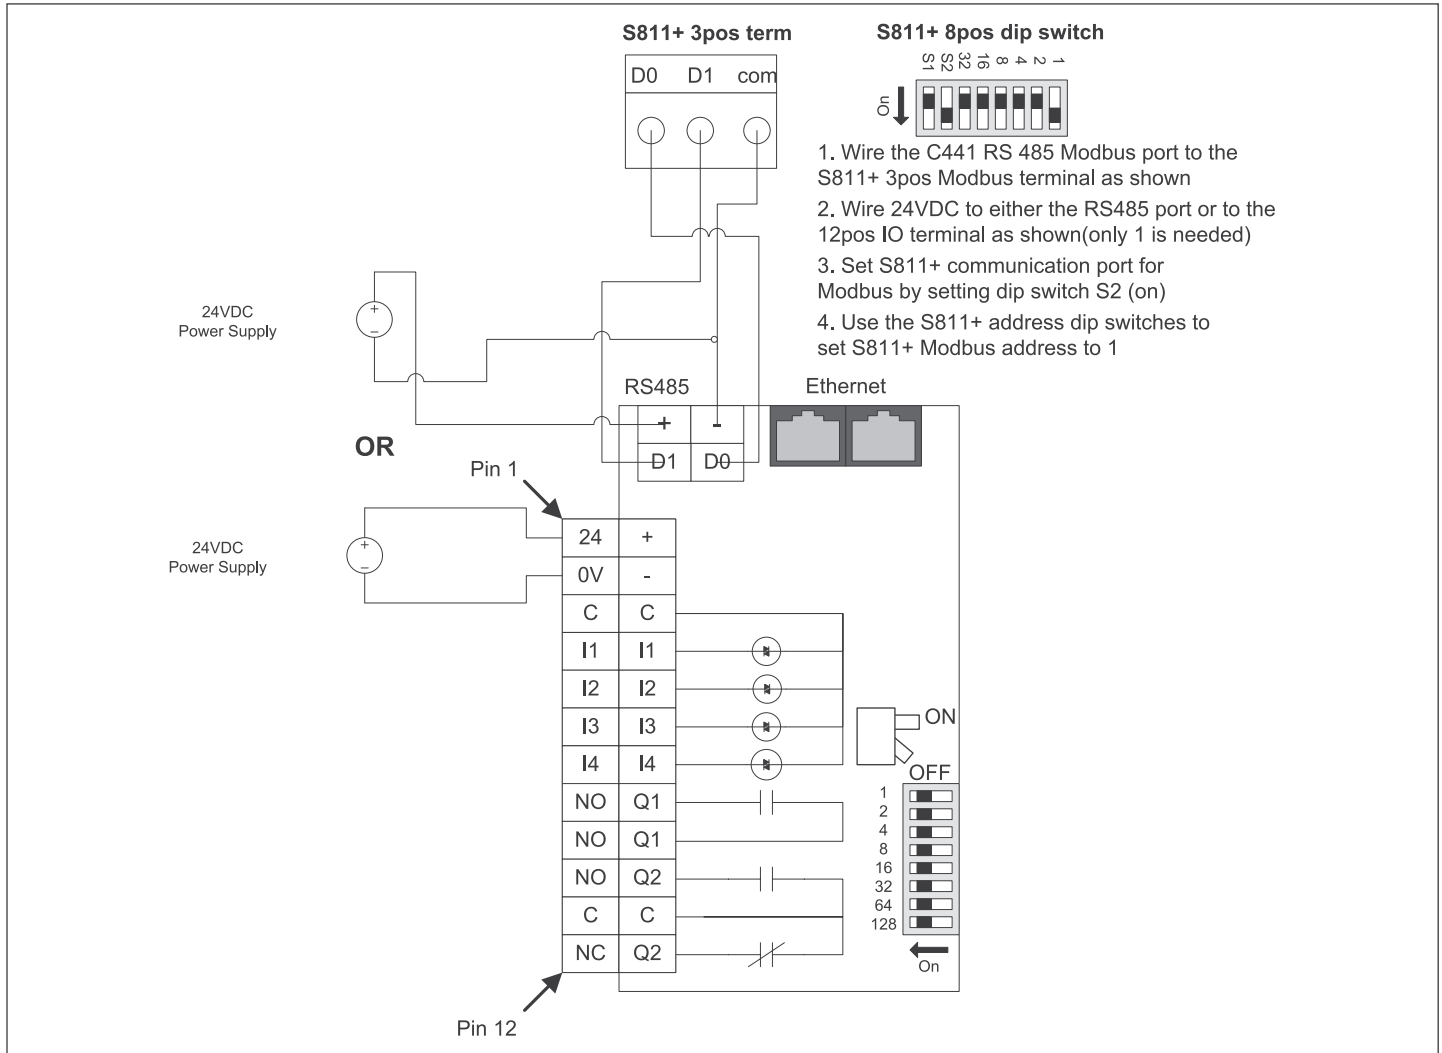 S811+ 3pos term
D0 D1 com
S811+ 8pos dip switch
S1 S2 32 16 8 4 2 1
On
1. Wire the C441 RS 485 Modbus port to the
S811+ 3pos Modbus terminal as shown
2. Wire 24VDC to either the RS485 port or to the
12pos IO terminal as shown(only 1 is needed)
3. Set S811+ communication port for
Modbus by setting dip switch S2 (on)
4. Use the S811+ address dip switches to
set S811+ Modbus address to 1
24VDC
Power Supply
+
–
RS485
Ethernet
+ -
D1 D0
OR
Pin 1
24VDC
Power Supply
+
–
24 +
0V -
C C
I1 I1
I2 I2
I3 I3
I4 I4
NO Q1
NO Q1
NO Q2
C C
NC Q2
Pin 12
ON
OFF
1
2
4
8
16
32
64
128
On